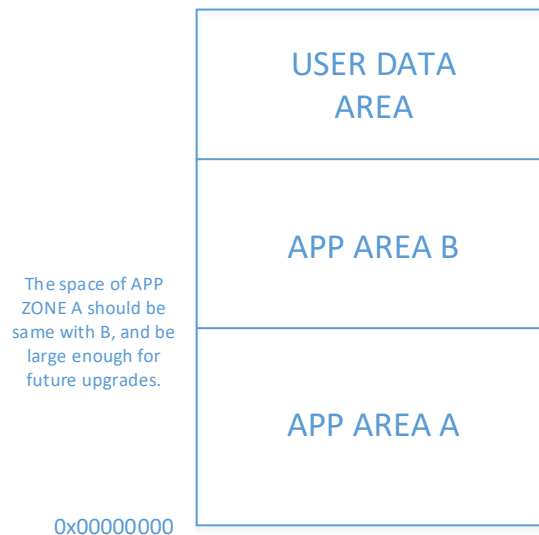 USER DATA
AREA
APP AREA B
The space of APP
ZONE A should be
same with B, and be
large enough for
future upgrades.
APP AREA A
0x00000000